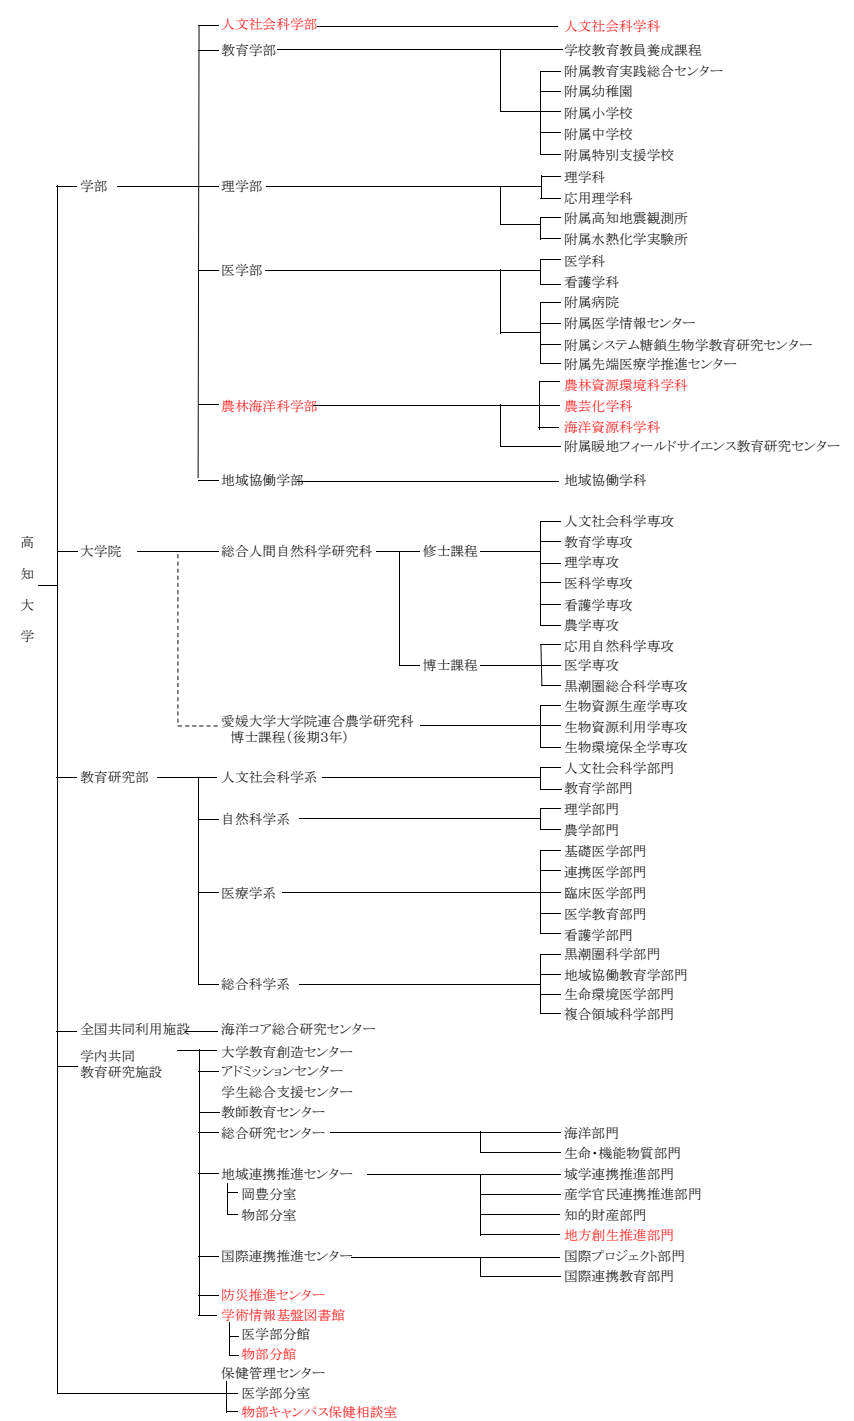 高知大学
学部
人文社会科学部
人文社会科学科
教育学部
学校教育教員養成課程
附属教育実践総合センター
附属幼稚園
附属小学校
附属中学校
附属特別支援学校
理学部
理学科
応用理学科
附属高知地震観測所
附属水熱化学実験所
医学部
医学科
看護学科
附属病院
附属医学情報センター
附属システム糖鎖生物学教育研究センター
附属先端医療学推進センター
農林海洋科学部
農林資源環境科学科
農芸化学科
海洋資源科学科
附属暖地フィールドサイエンス教育研究センター
地域協働学部
地域協働学科
大学院
総合人間自然科学研究科
修士課程
人文社会科学専攻
教育学専攻
理学専攻
医科学専攻
看護学専攻
農学専攻
博士課程
応用自然科学専攻
医学専攻
黒潮圏総合科学専攻
愛媛大学大学院連合農学研究科
博士課程（後期3年）
生物資源生産学専攻
生物資源利用学専攻
生物環境保全学専攻
教育研究部
人文社会科学系
人文社会科学部門
教育学部門
自然科学系
理学部門
農学部門
医療学系
基礎医学部門
連携医学部門
臨床医学部門
医学教育部門
看護学部門
総合科学系
黒潮圏科学部門
地域協働教育学部門
生命環境医学部門
複合領域科学部門
全国共同利用施設
海洋コア総合研究センター
学内共同
教育研究施設
大学教育創造センター
アドミッションセンター
学生総合支援センター
教師教育センター
総合研究センター
海洋部門
生命・機能物質部門
地域連携推進センター
岡豊分室
物部分室
域学連携推進部門
産学官民連携推進部門
知的財産部門
地方創生推進部門
国際連携推進センター
国際プロジェクト部門
国際連携教育部門
防災推進センター
学術情報基盤図書館
医学部分館
物部分館
保健管理センター
医学部分室
物部キャンパス保健相談室